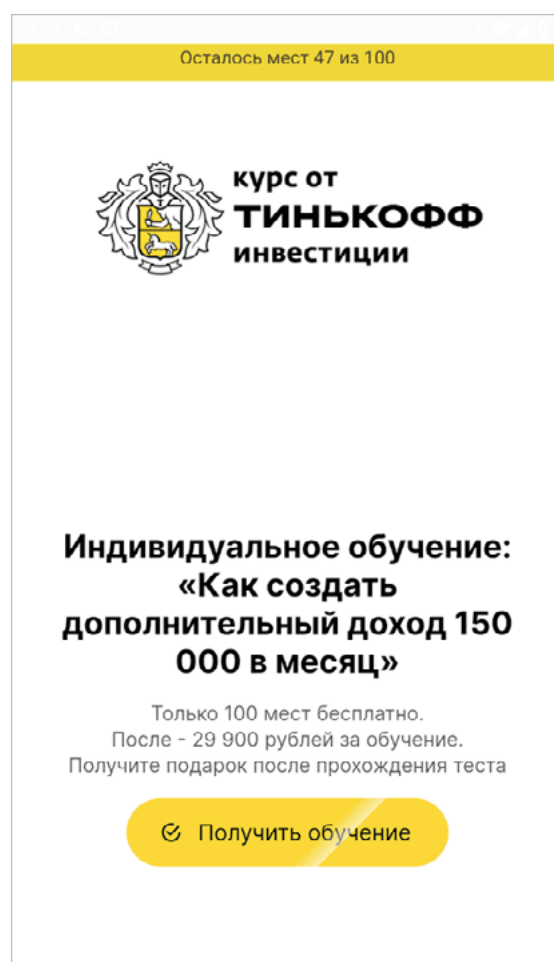 Осталось мест 47 из 100
курс от
ТИНЬКОФФ
инвестиции
Индивидуальное обучение:
«Как создать
дополнительный доход 150
000 в месяц»
Только 100 мест бесплатно.
После - 29 900 рублей за обучение.
Получите подарок после прохождения теста
Получить обучение